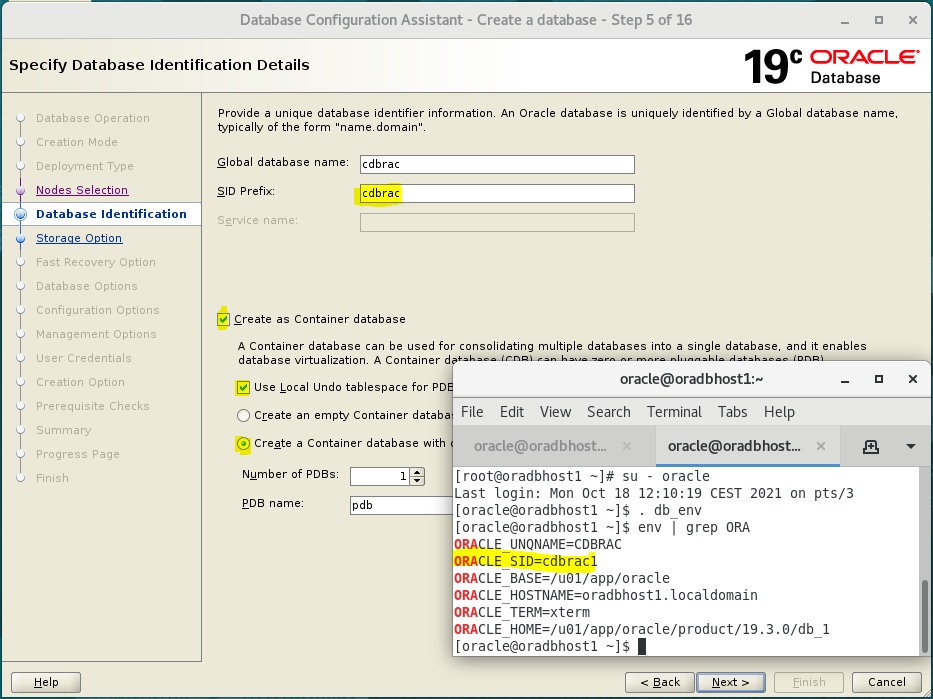 Database Configuration Assistant - Create a database - Step 5 of 16
Specify Database Identification Details
19c ORACLE
Database
Database Operation
Creation Mode
Deployment Type
Nodes Selection
Database Identification
Storage Option
Fast Recovery Option
Database Options
Configuration Options
Management Options
User Credentials
Creation Option
Prerequisite Checks
Summary
Progress Page
Finish
Provide a unique database identifier information. An Oracle database is uniquely identified by a Global database name,
typically of the form "name.domain".
Global database name: cdbrac
SID Prefix: cdbrac
Service name:
Create as Container database
A Container database can be used for consolidating multiple databases into a single database, and it enables
database virtualization. A Container database (CDB) can have zero or more pluggable databases (PDB).
Use Local Undo tablespace for PDB
Create an empty Container databa
Create a Container database with
Number of PDBs: 1
PDB name: pdb
oracle@oradbhost1:~
File Edit View Search Terminal Tabs Help
oracle@oradbhost... × oracle@oradbhost... ×
[root@oradbhost1 ~]# su - oracle
Last login: Mon Oct 18 12:10:19 CEST 2021 on pts/3
[oracle@oradbhost1 ~]$ . db_env
[oracle@oradbhost1 ~]$ env | grep ORA
ORACLE_UNQNAME=CDBRAC
ORACLE_SID=cdbrac1
ORACLE_BASE=/u01/app/oracle
ORACLE_HOSTNAME=oradbhost1.localdomain
ORACLE_TERM=xterm
ORACLE_HOME=/u01/app/oracle/product/19.3.0/db_1
[oracle@oradbhost1 ~]$
Help
< Back
Next >
Finish
Cancel